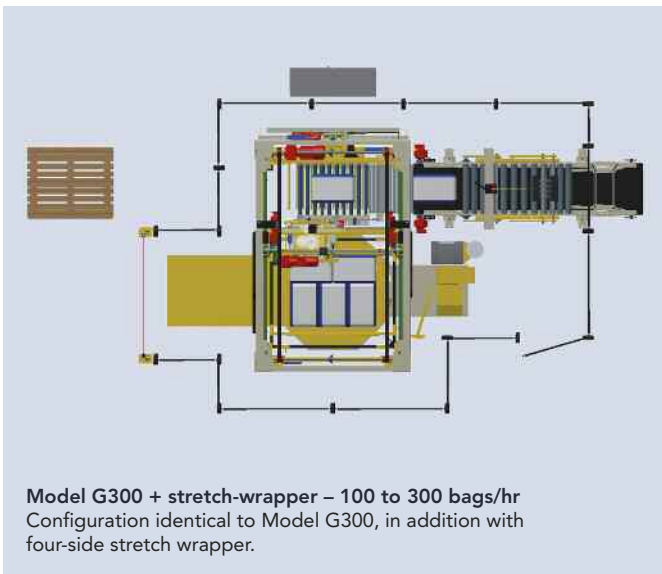 Model G300 + stretch-wrapper – 100 to 300 bags/hr
Configuration identical to Model G300, in addition with
four-side stretch wrapper.